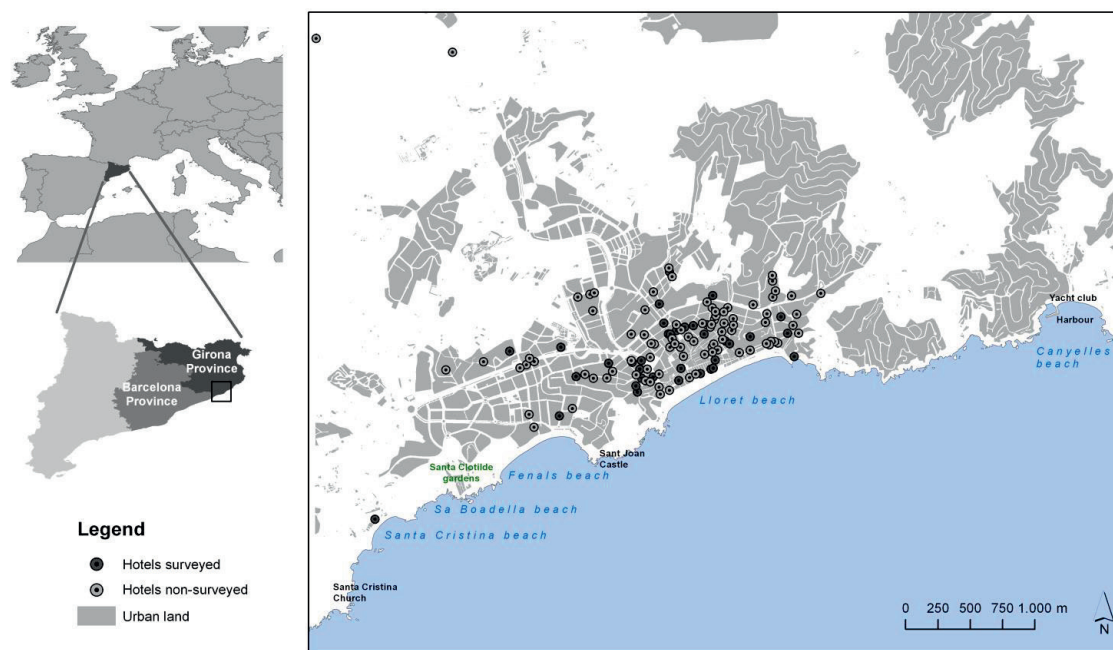 Girona
Province
Barcelona
Province
Legend
Hotels surveyed
Hotels non-surveyed
Urban land
Yacht club
Harbour
Canyelles
beach
Lloret beach
Sant Joan
Castle
Santa Clotilde
gardens
Fenals beach
Sa Boadella beach
Santa Cristina beach
Santa Cristina
Church
0 250 500 750 1.000 m
N